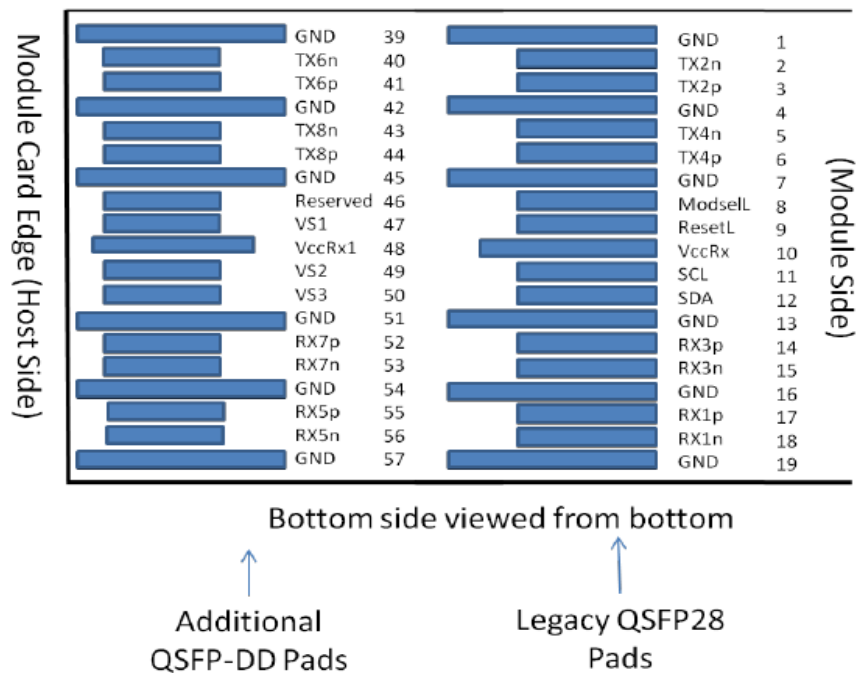 Module Card Edge (Host Side)
GND 39
TX6n 40
TX6p 41
GND 42
TX8n 43
TX8p 44
GND 45
Reserved 46
VS1 47
VccRx1 48
VS2 49
VS3 50
GND 51
RX7p 52
RX7n 53
GND 54
RX5p 55
RX5n 56
GND 57
GND 1
TX2n 2
TX2p 3
GND 4
TX4n 5
TX4p 6
GND 7
ModselL 8
ResetL 9
VccRx 10
SCL 11
SDA 12
GND 13
RX3p 14
RX3n 15
GND 16
RX1p 17
RX1n 18
GND 19
(Module Side)
Bottom side viewed from bottom
Additional
QSFP-DD Pads
Legacy QSFP28
Pads